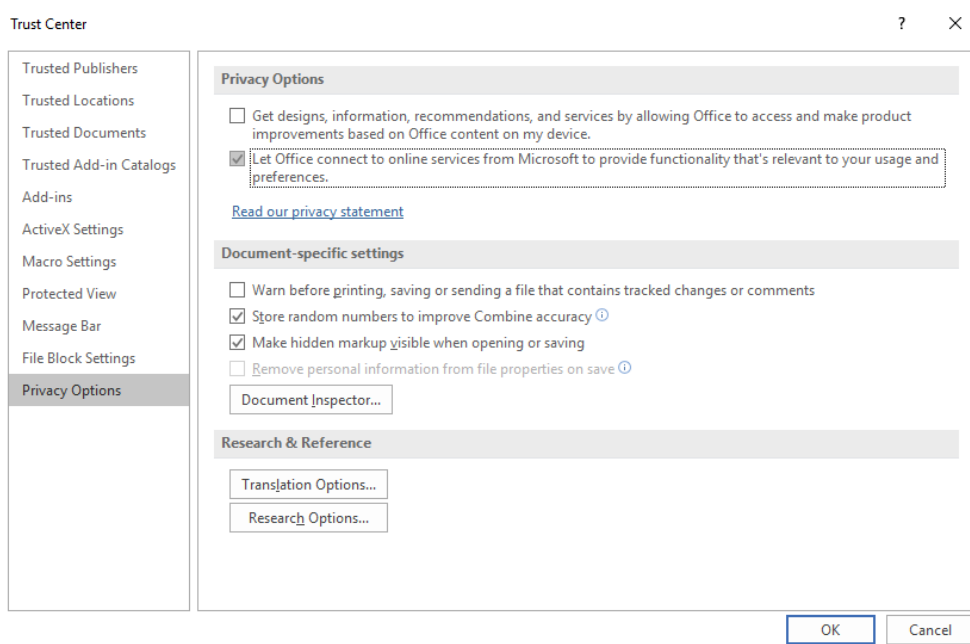 Trust Center
?
Trusted Publishers
Trusted Locations
Trusted Documents
Trusted Add-in Catalogs
Add-ins
ActiveX Settings
Macro Settings
Protected View
Message Bar
File Block Settings
Privacy Options
Privacy Options
Get designs, information, recommendations, and services by allowing Office to access and make product
improvements based on Office content on my device.
Let Office connect to online services from Microsoft to provide functionality that's relevant to your usage and
preferences.
Read our privacy statement
Document-specific settings
Warn before printing, saving or sending a file that contains tracked changes or comments
Store random numbers to improve Combine accuracy
Make hidden markup visible when opening or saving
Remove personal information from file properties on save
Document Inspector...
Research & Reference
Translation Options...
Research Options...
OK
Cancel